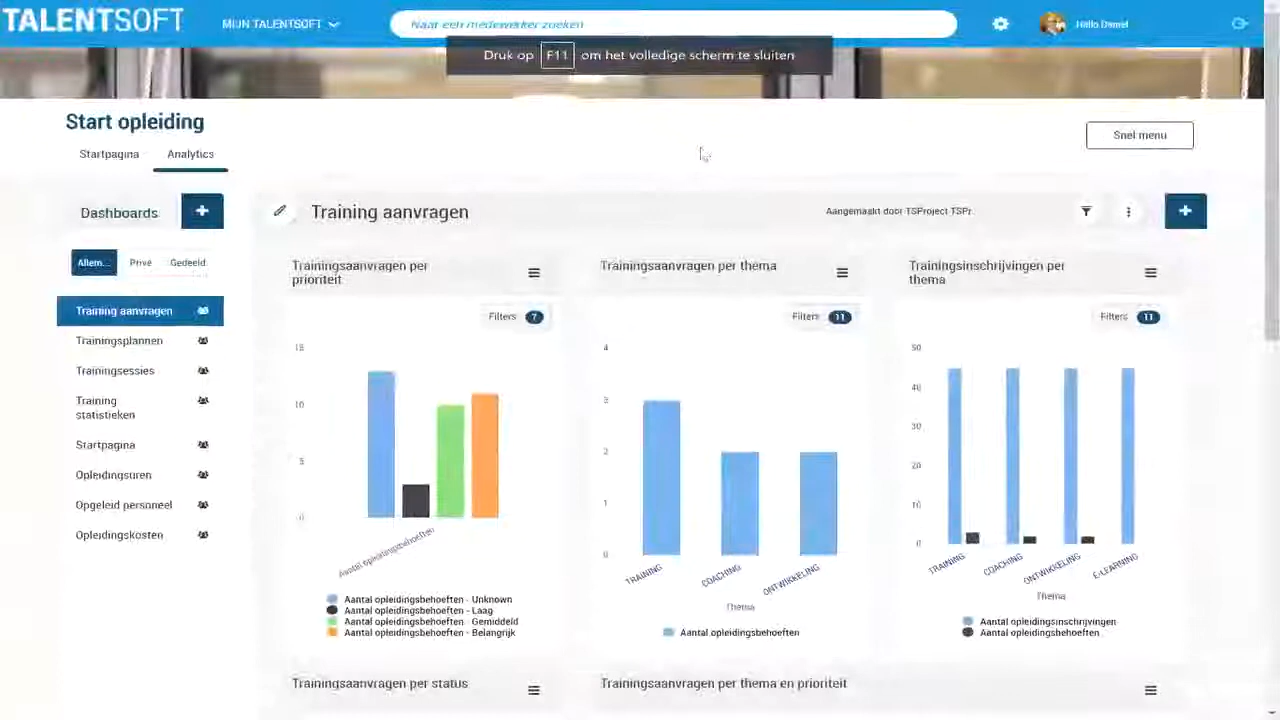 TALENTSOFT
MIJN TALENTSOFT
Naar een medewerker zoeken
Hallo Daniel
Druk op F11 om het volledige scherm te sluiten
Start opleiding
Startpagina
Analytics
Snel menu
Dashboards
+
Training aanvragen
Aangemaakt door TSProject TSPr
+
Allem...
Privé
Gedeeld
Training aanvragen
Trainingsplannen
Trainingsessies
Training
statistieken
Startpagina
Opleidingsuren
Opgeleid personeel
Opleidingskosten
Trainingsaanvragen per
prioriteit
Filters 7
15
10
5
0
Aantal opleidingsbehoeften
Aantal opleidingsbehoeften - Unknown
Aantal opleidingsbehoeften - Laag
Aantal opleidingsbehoeften - Gemiddeld
Aantal opleidingsbehoeften - Belangrijk
Trainingsaanvragen per thema
Filters 11
4
3
2
1
0
TRAINING
COACHING
ONTWIKKELING
Thema
Aantal opleidingsbehoeften
Trainingsinschrijvingen per
thema
Filters 11
50
40
30
20
10
0
TRAINING
COACHING
ONTWIKKELING
E-LEARNING
Thema
Aantal opleidingsinschrijvingen
Aantal opleidingsbehoeften
Trainingsaanvragen per status
Trainingsaanvragen per thema en prioriteit